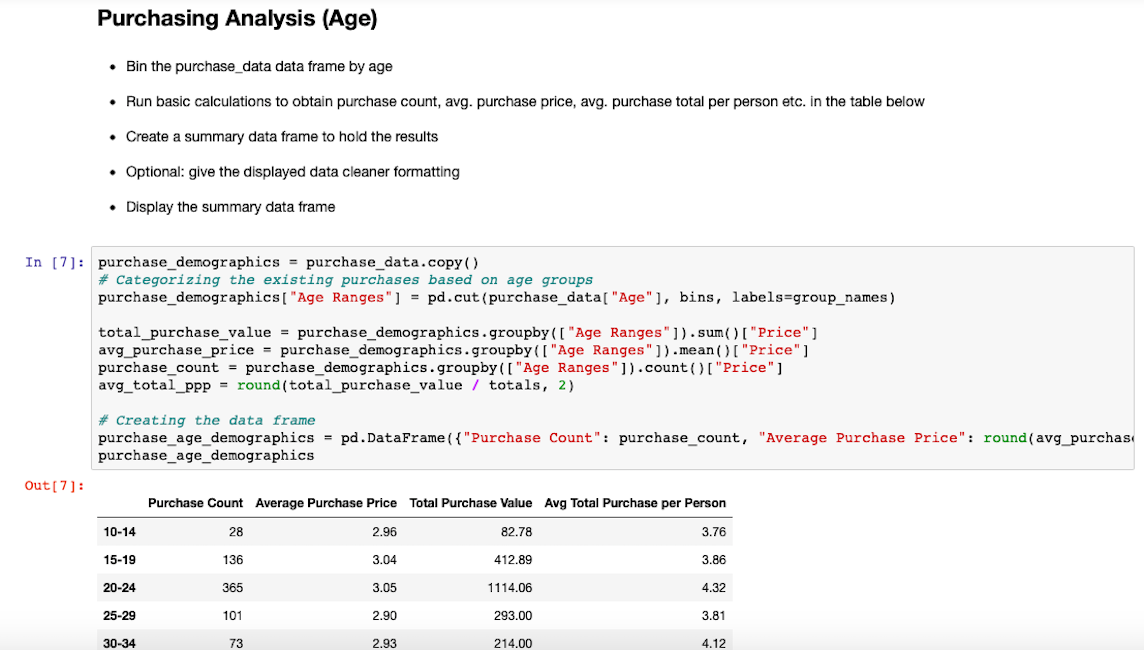 Purchasing Analysis (Age)
• Bin the purchase_data data frame by age
• Run basic calculations to obtain purchase count, avg. purchase price, avg. purchase total per person etc. in the table below
• Create a summary data frame to hold the results
• Optional: give the displayed data cleaner formatting
• Display the summary data frame
In [7]: purchase_demographics = purchase_data.copy()
# Categorizing the existing purchases based on age groups
purchase_demographics["Age Ranges"] = pd.cut(purchase_data["Age"], bins, labels=group_names)
total_purchase_value = purchase_demographics.groupby(["Age Ranges"]).sum()["Price"]
avg_purchase_price = purchase_demographics.groupby(["Age Ranges"]).mean()["Price"]
purchase_count = purchase_demographics.groupby(["Age Ranges"]).count()["Price"]
avg_total_ppp = round(total_purchase_value / totals, 2)
# Creating the data frame
purchase_age_demographics = pd.DataFrame({"Purchase Count": purchase_count, "Average Purchase Price": round(avg_purchas
purchase_age_demographics
Out[7]:
Purchase Count Average Purchase Price Total Purchase Value Avg Total Purchase per Person
10-14 28 2.96 82.78 3.76
15-19 136 3.04 412.89 3.86
20-24 365 3.05 1114.06 4.32
25-29 101 2.90 293.00 3.81
30-34 73 2.93 214.00 4.12